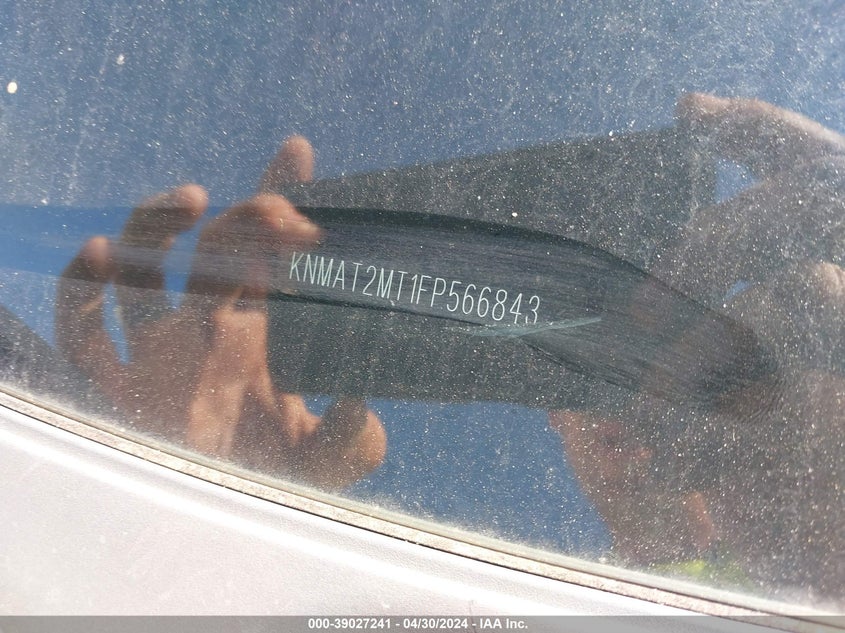 KNMAT2MT1FP566843
000-39027241 - 04/30/2024 - IAA Inc.